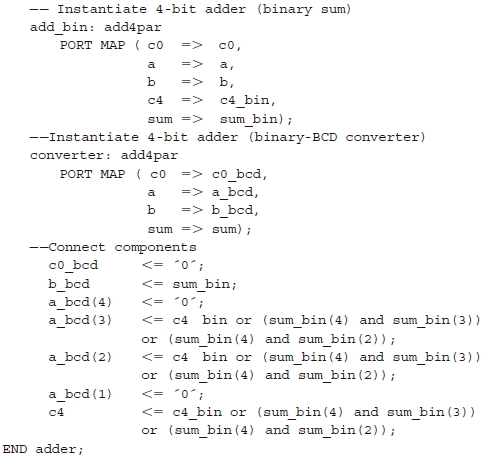 —— Instantiate 4-bit adder (binary sum)
add_bin: add4par
PORT MAP ( c0 => c0,
a => a,
b => b,
c4 => c4_bin,
sum => sum_bin);
——Instantiate 4-bit adder (binary-BCD converter)
converter: add4par
PORT MAP ( c0 => c0_bcd,
a => a_bcd,
b => b_bcd,
sum => sum);
——Connect components
c0_bcd <= ´0´;
b_bcd <= sum_bin;
a_bcd(4) <= ´0´;
a_bcd(3) <= c4 bin or (sum_bin(4) and sum_bin(3))
or (sum_bin(4) and sum_bin(2));
a_bcd(2) <= c4 bin or (sum_bin(4) and sum_bin(3))
or (sum_bin(4) and sum_bin(2));
a_bcd(1) <= ´0´;
c4 <= c4_bin or (sum_bin(4) and sum_bin(3))
or (sum_bin(4) and sum_bin(2));
END adder;